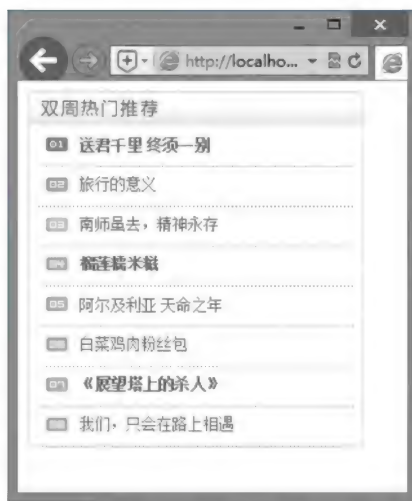 http://localho...
双周热门推荐
01 送君千里 终须一别
02 旅行的意义
03 南师虽去，精神永存
榴莲糯米糍
05 阿尔及利亚 天命之年
白菜鸡肉粉丝包
07 《展望塔上的杀人》
我们，只会在路上相遇